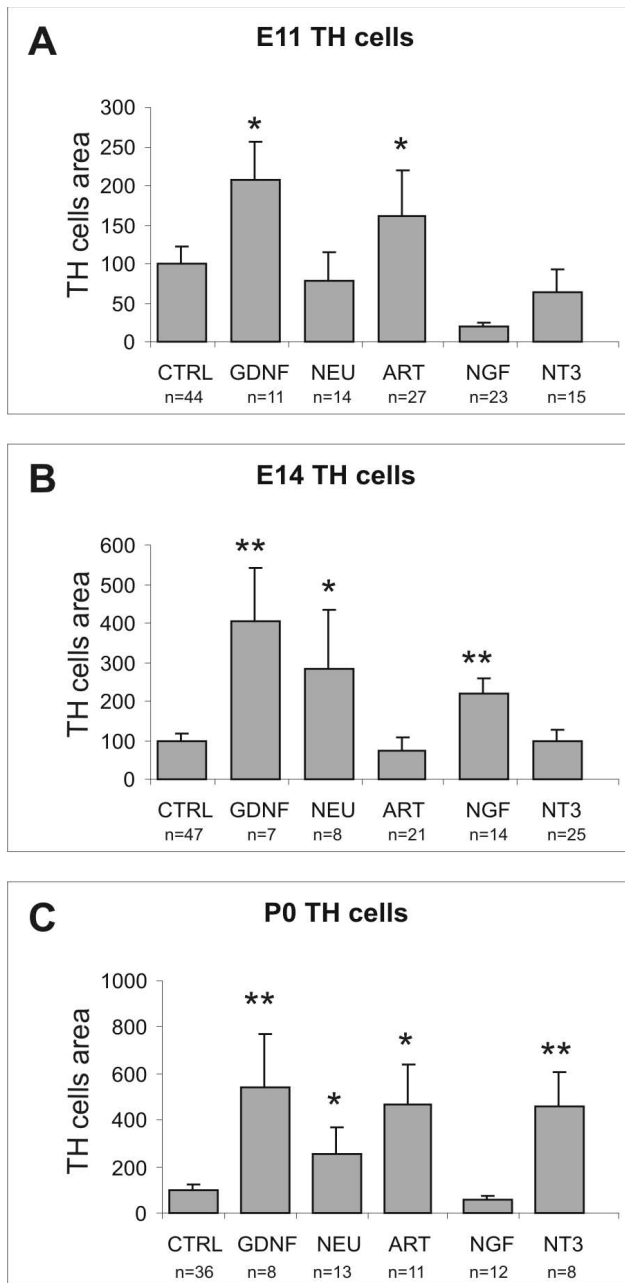 A
E11 TH cells
300
250
200
150
100
50
0
TH cells area
*
*
CTRL GDNF NEU ART NGF NT3
n=44 n=11 n=14 n=27 n=23 n=15
B
E14 TH cells
600
500
400
300
200
100
0
TH cells area
**
*
**
CTRL GDNF NEU ART NGF NT3
n=47 n=7 n=8 n=21 n=14 n=25
C
P0 TH cells
1000
800
600
400
200
0
TH cells area
**
*
*
**
CTRL GDNF NEU ART NGF NT3
n=36 n=8 n=13 n=11 n=12 n=8